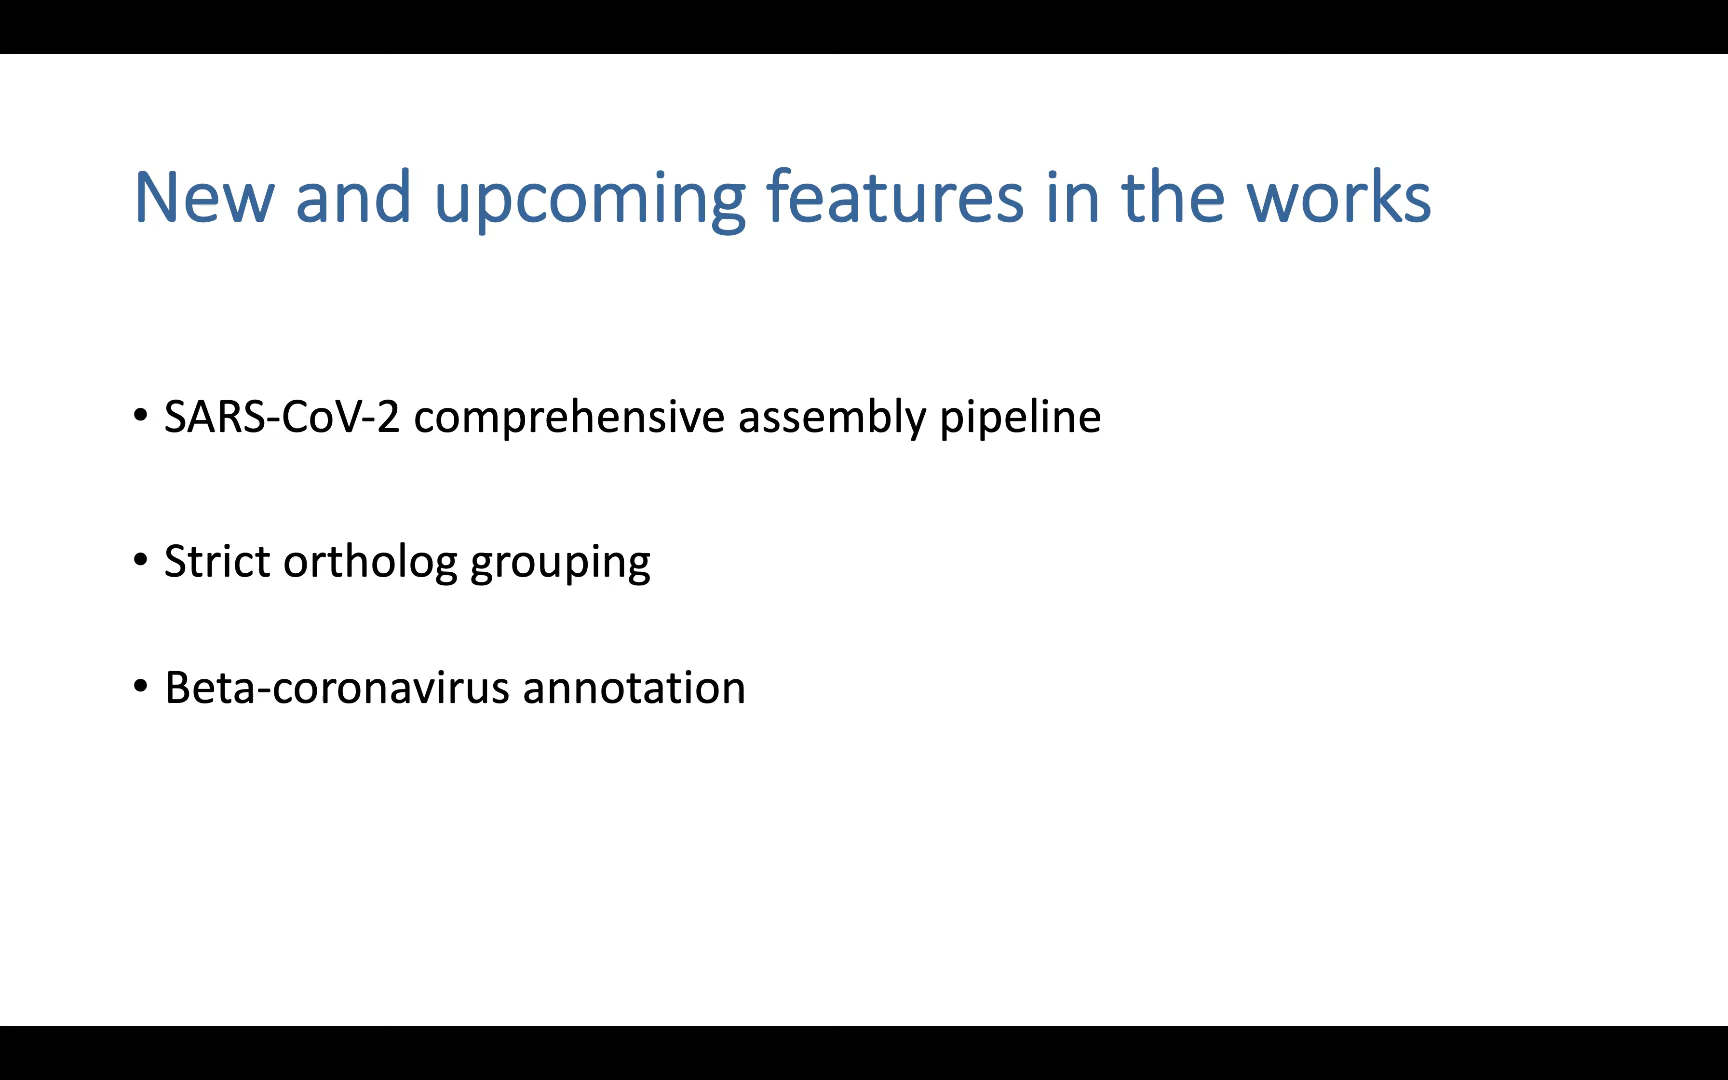 New and upcoming features in the works
• SARS-CoV-2 comprehensive assembly pipeline
• Strict ortholog grouping
• Beta-coronavirus annotation